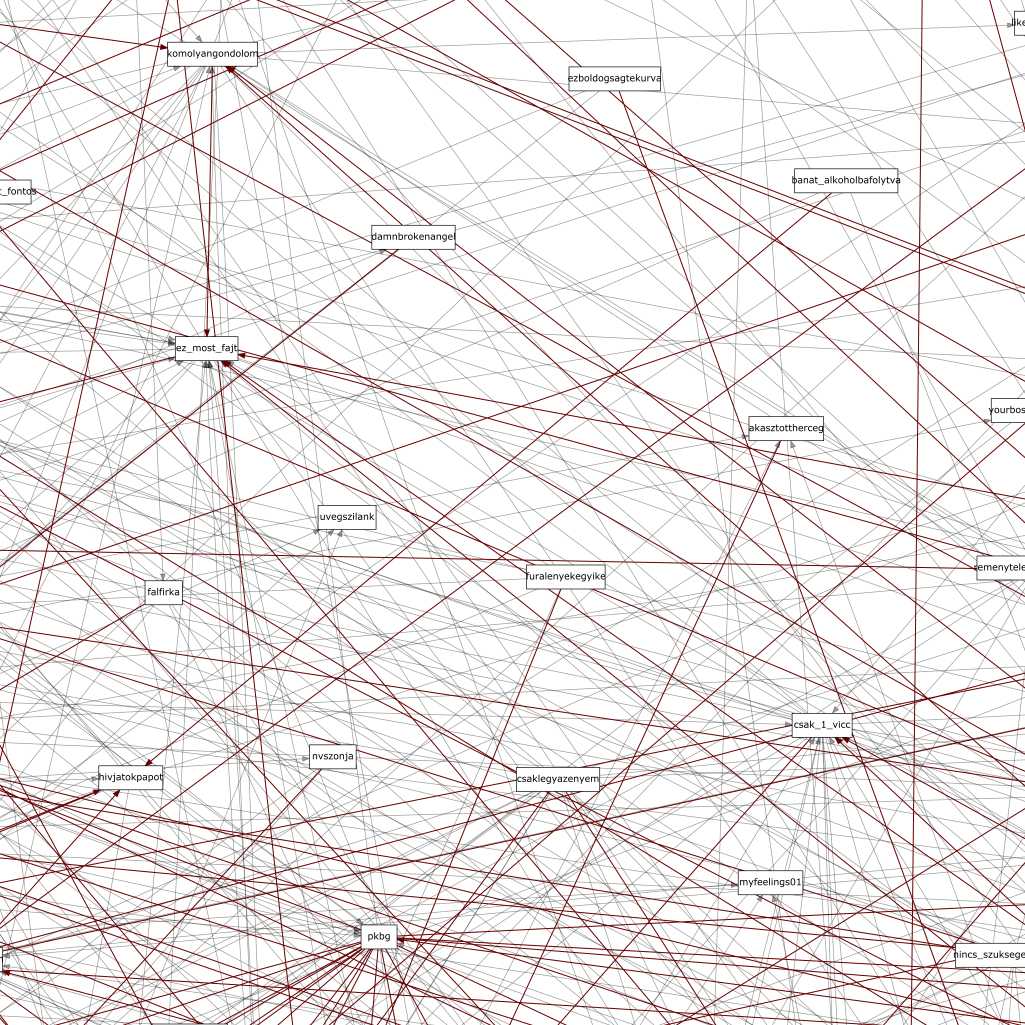 like
komolyangondolom
ezboldogsagtekurva
banat_alkoholbafolytva
t_fontos
damnbrokenangel
ez_most_fajt
yourbos
akasztottherceg
uvegszilank
remenytele
furalenyekegyike
falfirka
csak_1_vicc
nvszonja
hivjatokpapot
csaklegyazenyem
myfeelings01
pkbg
nincs_szuksege